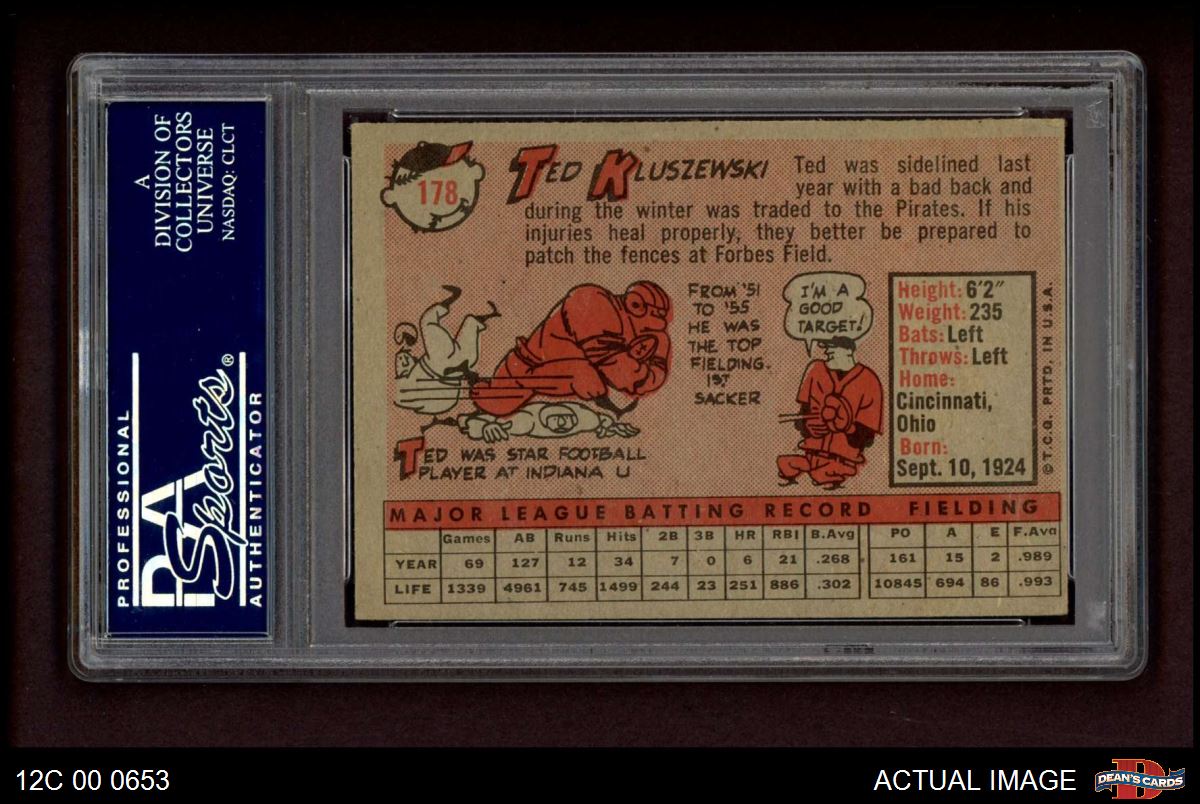 A
DIVISION OF
COLLECTORS
UNIVERSE
NASDAQ: CLCT
PROFESSIONAL
PSA
Sports®
AUTHENTICATOR
178
TED KLUSZEWSKI
Ted was sidelined last
year with a bad back and
during the winter was traded to the Pirates. If his
injuries heal properly, they better be prepared to
patch the fences at Forbes Field.
TED WAS STAR FOOTBALL
PLAYER AT INDIANA U
FROM '51
TO '55
HE WAS
THE TOP
FIELDING.
1ST
SACKER
I'M A
GOOD
TARGET!
Height: 6'2"
Weight: 235
Bats: Left
Throws: Left
Home:
Cincinnati,
Ohio
Born:
Sept. 10, 1924
© T.C.G. PRTD. IN U.S.A.
MAJOR LEAGUE BATTING RECORD FIELDING
Games AB Runs Hits 2B 3B HR RBI B.Avg PO A E F.Avg
YEAR 69 127 12 34 7 0 6 21 .268 161 15 2 .989
LIFE 1339 4961 745 1499 244 23 251 886 .302 10845 694 86 .993
12C 00 0653
ACTUAL IMAGE
D
DEAN'S CARDS